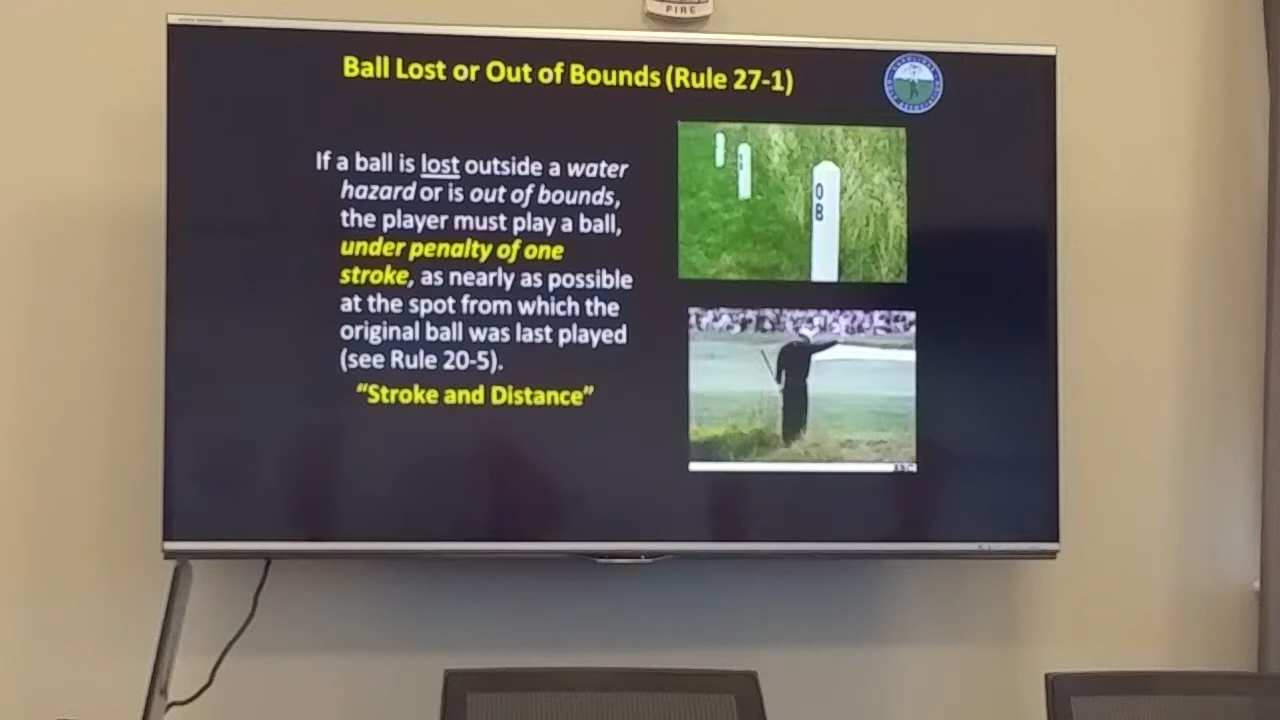 FIRE
Ball Lost or Out of Bounds (Rule 27-1)
If a ball is lost outside a water
hazard or is out of bounds,
the player must play a ball,
under penalty of one
stroke, as nearly as possible
at the spot from which the
original ball was last played
(see Rule 20-5).
"Stroke and Distance"
O
B
ABC